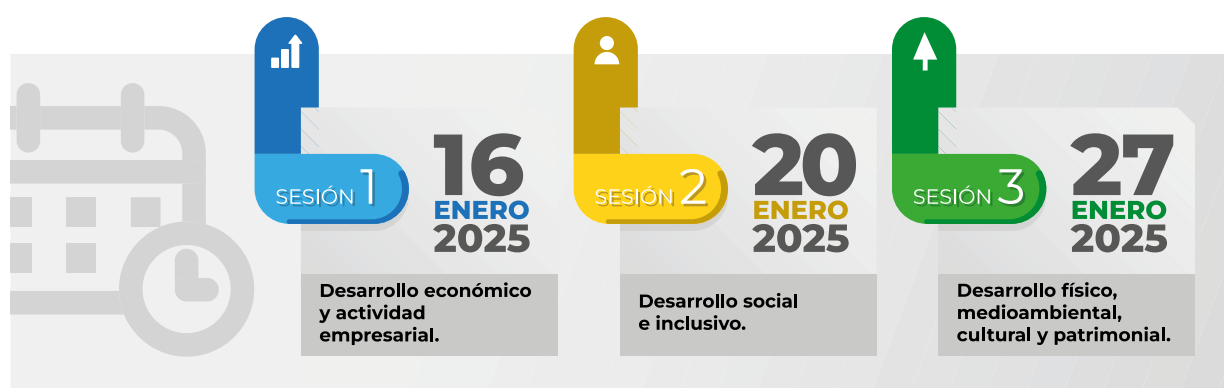 SESIÓN 1
16
ENERO
2025
Desarrollo económico
y actividad
empresarial.
SESIÓN 2
20
ENERO
2025
Desarrollo social
e inclusivo.
SESIÓN 3
27
ENERO
2025
Desarrollo físico,
medioambiental,
cultural y patrimonial.